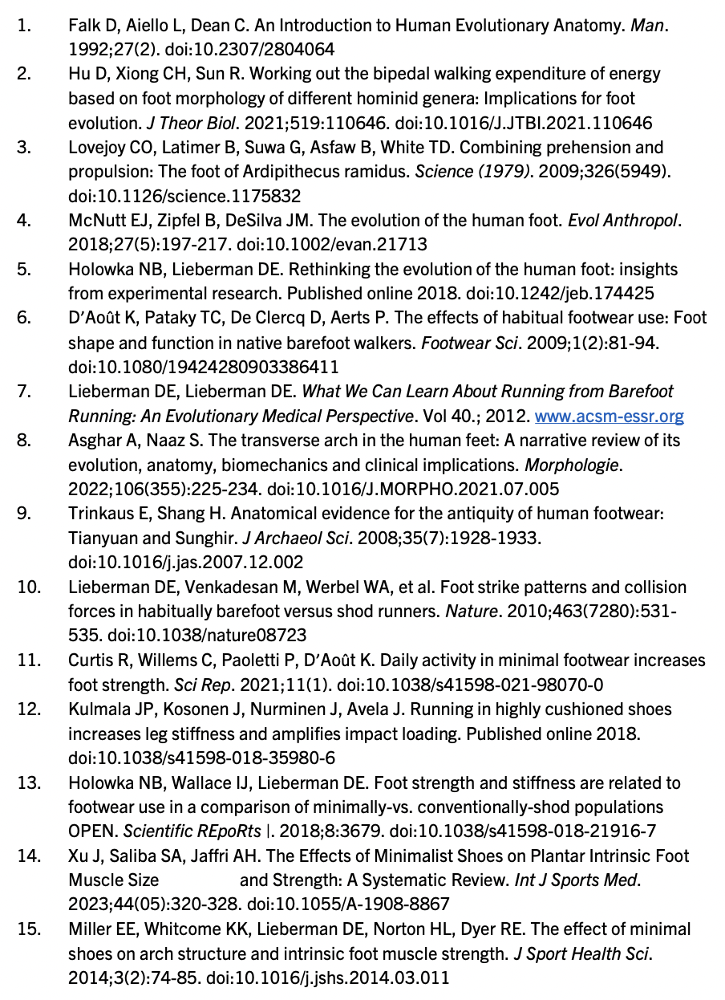 1. Falk D, Aiello L, Dean C. An Introduction to Human Evolutionary Anatomy. Man.
1992;27(2). doi:10.2307/2804064
2. Hu D, Xiong CH, Sun R. Working out the bipedal walking expenditure of energy
based on foot morphology of different hominid genera: Implications for foot
evolution. J Theor Biol. 2021;519:110646. doi:10.1016/J.JTBI.2021.110646
3. Lovejoy CO, Latimer B, Suwa G, Asfaw B, White TD. Combining prehension and
propulsion: The foot of Ardipithecus ramidus. Science (1979). 2009;326(5949).
doi:10.1126/science.1175832
4. McNutt EJ, Zipfel B, DeSilva JM. The evolution of the human foot. Evol Anthropol.
2018;27(5):197-217. doi:10.1002/evan.21713
5. Holowka NB, Lieberman DE. Rethinking the evolution of the human foot: insights
from experimental research. Published online 2018. doi:10.1242/jeb.174425
6. D’Août K, Pataky TC, De Clercq D, Aerts P. The effects of habitual footwear use: Foot
shape and function in native barefoot walkers. Footwear Sci. 2009;1(2):81-94.
doi:10.1080/19424280903386411
7. Lieberman DE, Lieberman DE. What We Can Learn About Running from Barefoot
Running: An Evolutionary Medical Perspective. Vol 40.; 2012. www.acsm-essr.org
8. Asghar A, Naaz S. The transverse arch in the human feet: A narrative review of its
evolution, anatomy, biomechanics and clinical implications. Morphologie.
2022;106(355):225-234. doi:10.1016/J.MORPHO.2021.07.005
9. Trinkaus E, Shang H. Anatomical evidence for the antiquity of human footwear:
Tianyuan and Sunghir. J Archaeol Sci. 2008;35(7):1928-1933.
doi:10.1016/j.jas.2007.12.002
10. Lieberman DE, Venkadesan M, Werbel WA, et al. Foot strike patterns and collision
forces in habitually barefoot versus shod runners. Nature. 2010;463(7280):531-
535. doi:10.1038/nature08723
11. Curtis R, Willems C, Paoletti P, D’Août K. Daily activity in minimal footwear increases
foot strength. Sci Rep. 2021;11(1). doi:10.1038/s41598-021-98070-0
12. Kulmala JP, Kosonen J, Nurminen J, Avela J. Running in highly cushioned shoes
increases leg stiffness and amplifies impact loading. Published online 2018.
doi:10.1038/s41598-018-35980-6
13. Holowka NB, Wallace IJ, Lieberman DE. Foot strength and stiffness are related to
footwear use in a comparison of minimally-vs. conventionally-shod populations
OPEN. Scientific REpoRts |. 2018;8:3679. doi:10.1038/s41598-018-21916-7
14. Xu J, Saliba SA, Jaffri AH. The Effects of Minimalist Shoes on Plantar Intrinsic Foot
Muscle Size and Strength: A Systematic Review. Int J Sports Med.
2023;44(05):320-328. doi:10.1055/A-1908-8867
15. Miller EE, Whitcome KK, Lieberman DE, Norton HL, Dyer RE. The effect of minimal
shoes on arch structure and intrinsic foot muscle strength. J Sport Health Sci.
2014;3(2):74-85. doi:10.1016/j.jshs.2014.03.011